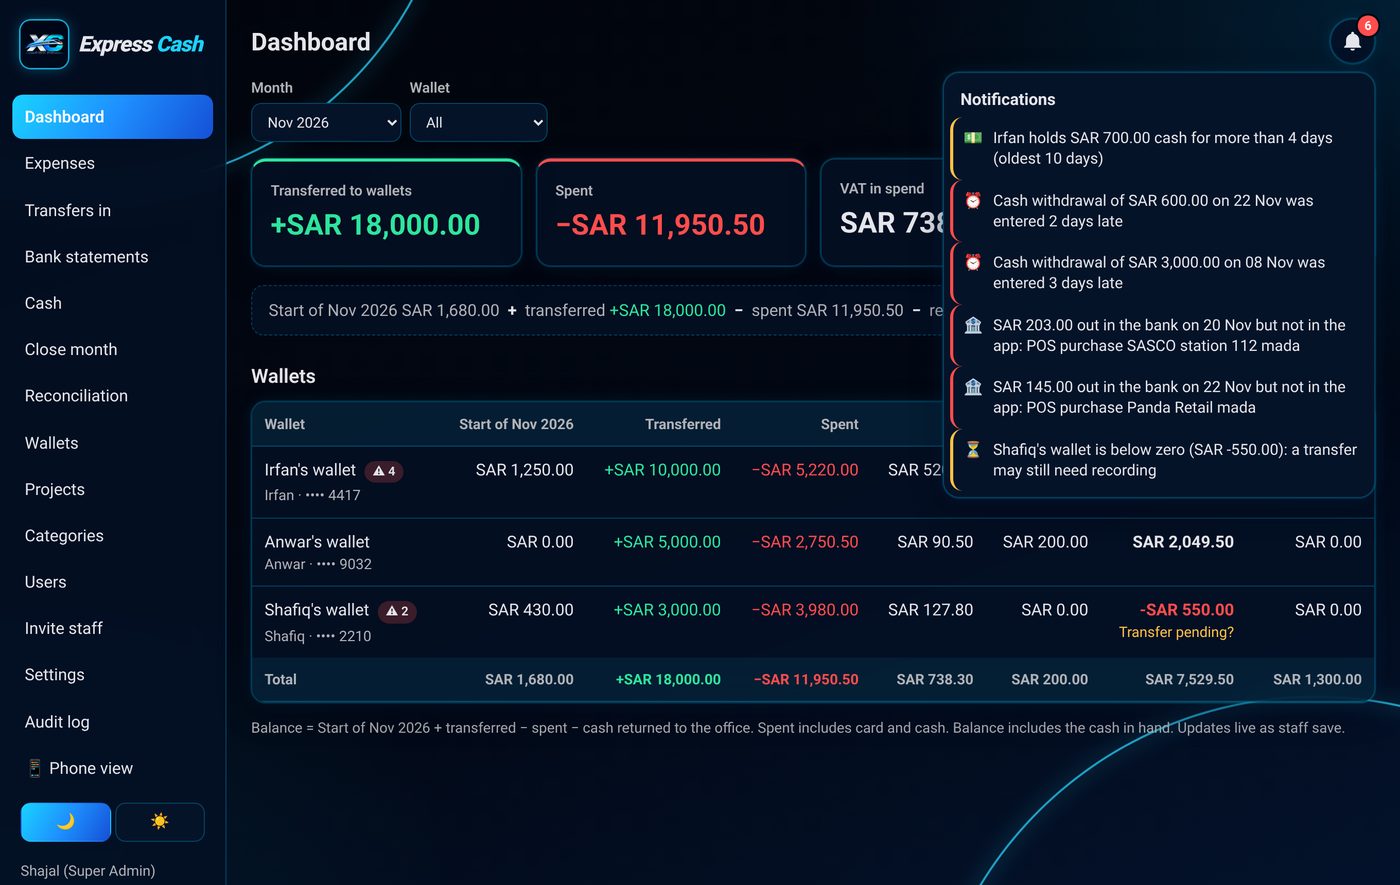 Express Cash
Dashboard
Expenses
Transfers in
Bank statements
Cash
Close month
Reconciliation
Wallets
Projects
Categories
Users
Invite staff
Settings
Audit log
Phone view
Shajal (Super Admin)
Dashboard
6
Month
Wallet
Nov 2026
All
Transferred to wallets
+SAR 18,000.00
Spent
−SAR 11,950.50
VAT in spend
SAR 738
Start of Nov 2026 SAR 1,680.00 + transferred +SAR 18,000.00 − spent SAR 11,950.50 − re
Notifications
Irfan holds SAR 700.00 cash for more than 4 days
(oldest 10 days)
Cash withdrawal of SAR 600.00 on 22 Nov was
entered 2 days late
Cash withdrawal of SAR 3,000.00 on 08 Nov was
entered 3 days late
SAR 203.00 out in the bank on 20 Nov but not in the
app: POS purchase SASCO station 112 mada
SAR 145.00 out in the bank on 22 Nov but not in the
app: POS purchase Panda Retail mada
Shafiq's wallet is below zero (SAR -550.00): a transfer
may still need recording
Wallets
Wallet Start of Nov 2026 Transferred Spent
Irfan's wallet 4 SAR 1,250.00 +SAR 10,000.00 −SAR 5,220.00 SAR 520
Irfan · •••• 4417
Anwar's wallet SAR 0.00 +SAR 5,000.00 −SAR 2,750.50 SAR 90.50 SAR 200.00 SAR 2,049.50 SAR 0.00
Anwar · •••• 9032
Shafiq's wallet 2 SAR 430.00 +SAR 3,000.00 −SAR 3,980.00 SAR 127.80 SAR 0.00 -SAR 550.00 SAR 0.00
Shafiq · •••• 2210 Transfer pending?
Total SAR 1,680.00 +SAR 18,000.00 −SAR 11,950.50 SAR 738.30 SAR 200.00 SAR 7,529.50 SAR 1,300.00
Balance = Start of Nov 2026 + transferred − spent − cash returned to the office. Spent includes card and cash. Balance includes the cash in hand. Updates live as staff save.